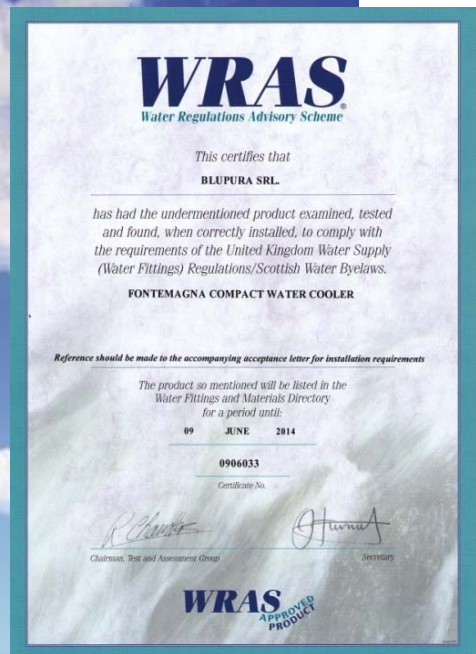 WRAS®
Water Regulations Advisory Scheme
This certifies that
BLUPURA SRL.
has had the undermentioned product examined, tested
and found, when correctly installed, to comply with
the requirements of the United Kingdom Water Supply
(Water Fittings) Regulations/Scottish Water Byelaws.
FONTEMAGNA COMPACT WATER COOLER
Reference should be made to the accompanying acceptance letter for installation requirements
The product so mentioned will be listed in the
Water Fittings and Materials Directory
for a period until:
09 JUNE 2014
0906033
Certificate No.
Chairman, Test and Assessment Group
Secretary
WRAS APPROVED
PRODUCT